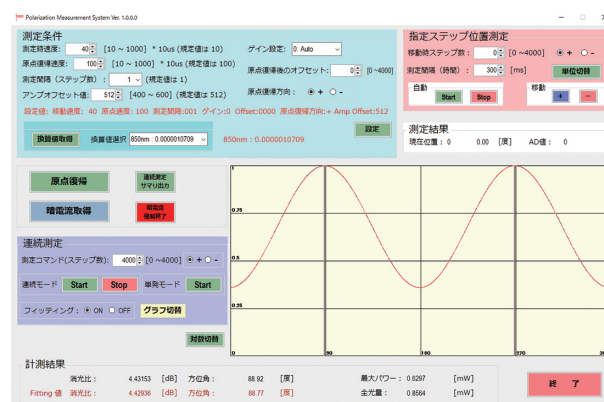 Polarization Measurement System Ver. 1.0.0.0
測定条件
測定時速度: 40 [10 ~ 1000] * 10us (規定値は 10)
原点復帰速度: 100 [10 ~ 1000] * 10us (規定値は 100)
測定間隔 (ステップ数) : 1 (規定値は 1)
アンプオフセット値: 512 [400 ~ 600] (規定値は 512)
ゲイン設定: 0: Auto
原点復帰後のオフセット: 0 [0 ~4000]
原点復帰方向: + -
設定値: 移動速度: 40 原点速度: 100 測定間隔:001 ゲイン:0 Offset:0000 原点復帰方向:+ Amp Offset:512
換算値取得 換算値選択 850nm : 0.0000010709 850nm : 0.0000010709
設定
指定ステップ位置測定
移動時ステップ数: 0 [0 ~4000] + -
測定間隔 (時間) : 300 [ms] 単位切替
自動 Start Stop
移動 + -
測定結果
現在位置: 0 0.00 [度] AD値: 0
原点復帰
連続測定
サマリ出力
暗電流取得
暗電流
強制終了
連続測定
測定コマンド(ステップ数): 4000 [0 ~4000] + -
連続モード Start Stop 単発モード Start
フィッティング: ON OFF グラフ切替
対数切替
1
0.75
0.5
0.35
0 90 180 270
計測結果
消光比: 4.43153 [dB] 方位角: 88.92 [度] 最大パワー: 0.6297 [mW]
Fitting 値 消光比: 4.42936 [dB] 方位角: 88.77 [度] 全光量: 0.8564 [mW]
終 了